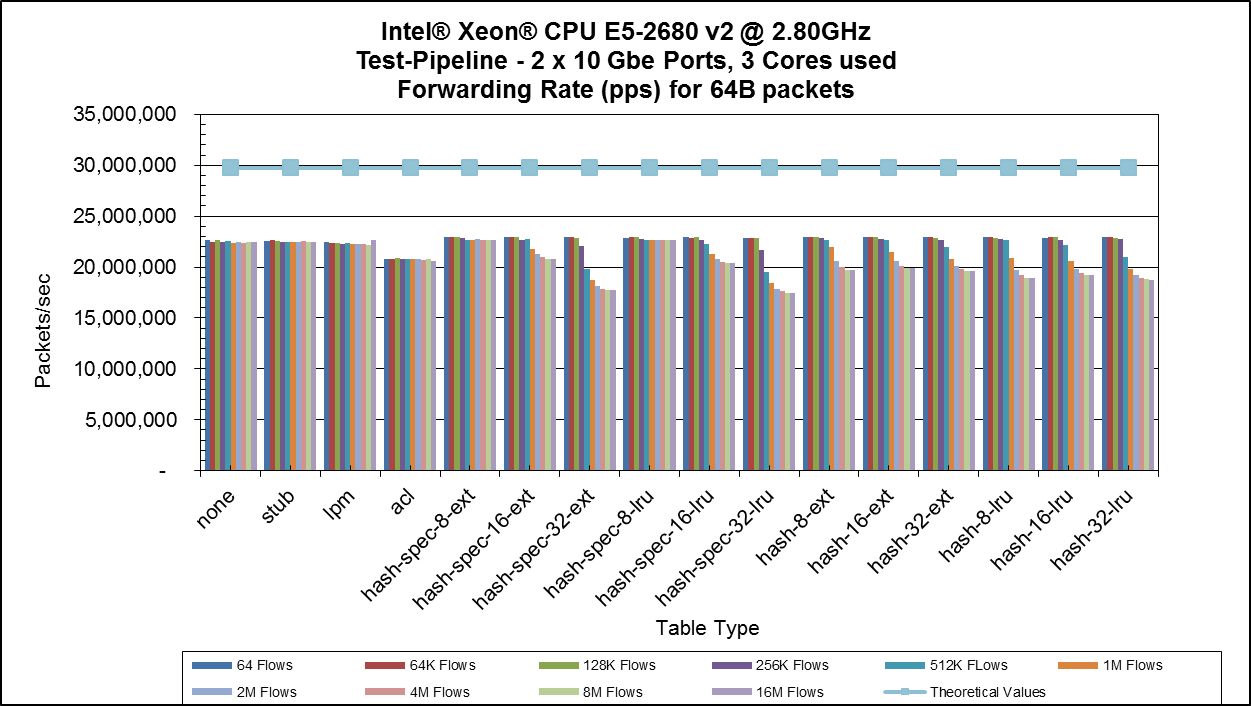 Intel® Xeon® CPU E5-2680 v2 @ 2.80GHz
Test-Pipeline - 2 x 10 Gbe Ports, 3 Cores used
Forwarding Rate (pps) for 64B packets
Packets/sec
35,000,000
30,000,000
25,000,000
20,000,000
15,000,000
10,000,000
5,000,000
-
none
stub
lpm
acl
hash-spec-8-ext
hash-spec-16-ext
hash-spec-32-ext
hash-spec-8-lru
hash-spec-16-lru
hash-spec-32-lru
hash-8-ext
hash-16-ext
hash-32-ext
hash-8-lru
hash-16-lru
hash-32-lru
Table Type
64 Flows
64K Flows
128K Flows
256K Flows
512K FLows
1M Flows
2M Flows
4M Flows
8M Flows
16M Flows
Theoretical Values